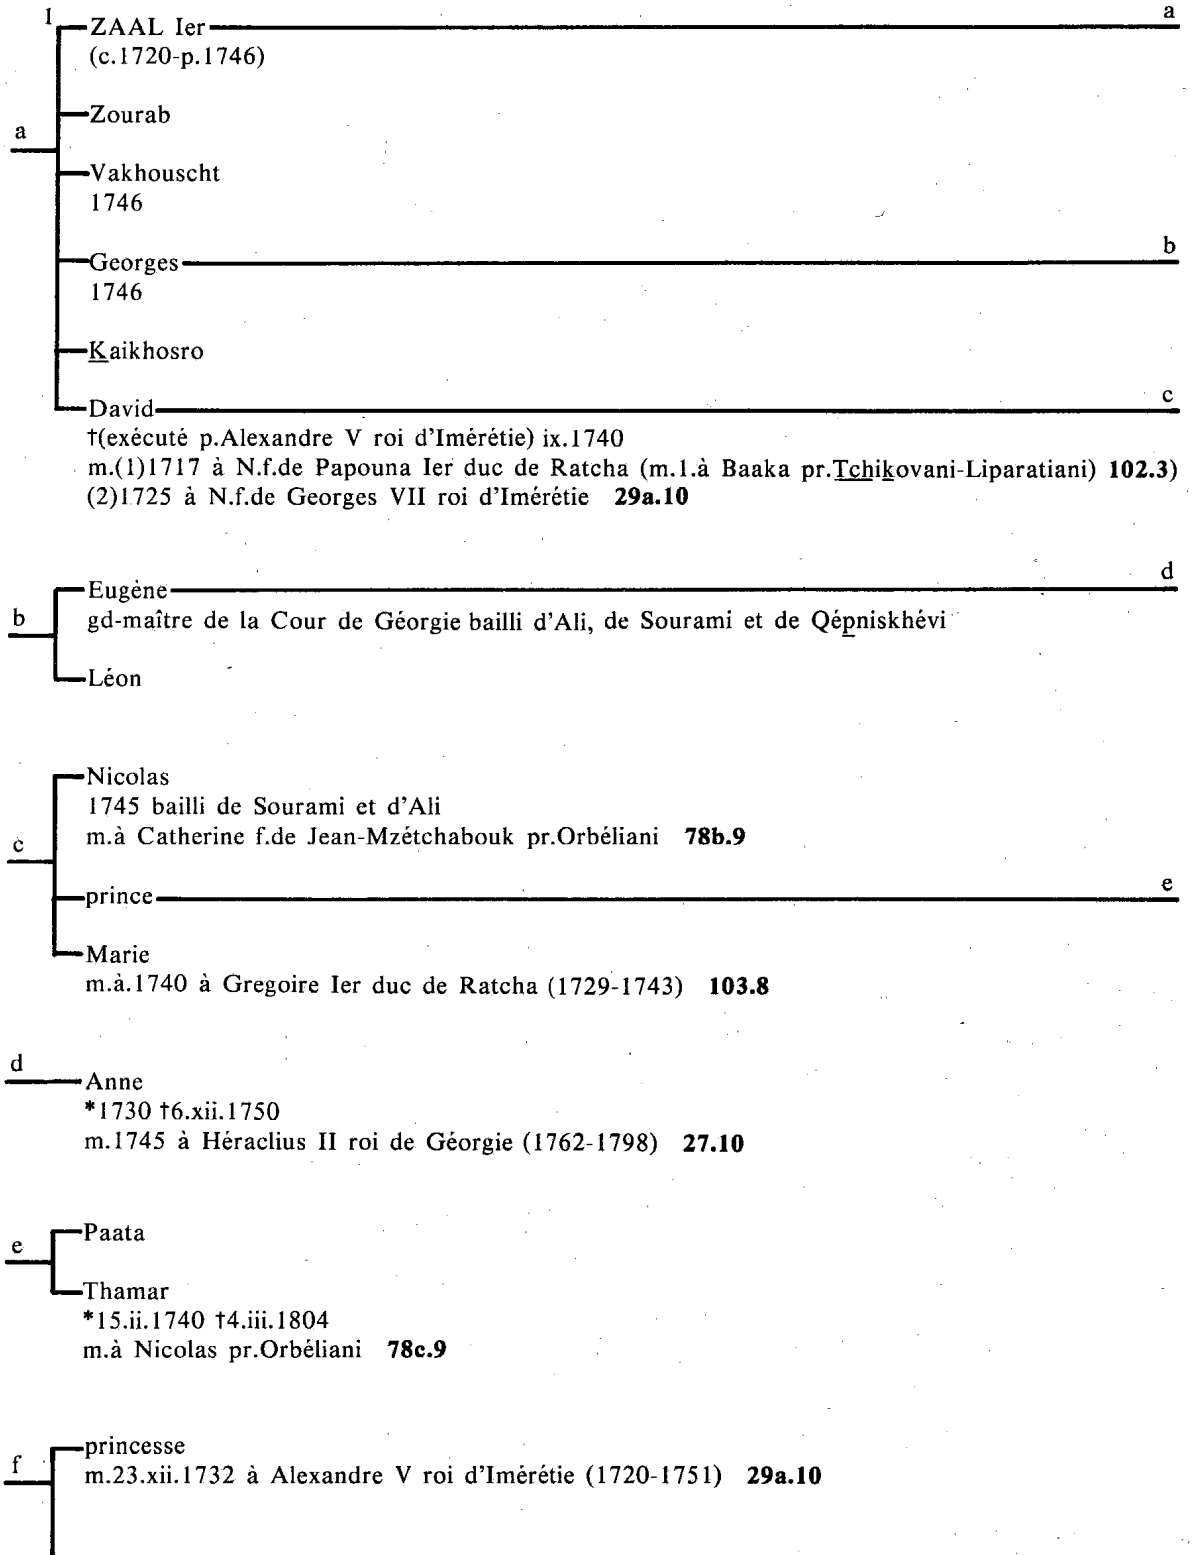 1
ZAAL Ier a
(c.1720-p.1746)
Zourab
a
Vakhouscht
1746
Georges b
1746
Kaikhosro
David c
†(exécuté p.Alexandre V roi d'Imérétie) ix.1740
m.(1)1717 à N.f.de Papouna Ier duc de Ratcha (m.1.à Baaka pr.Tchikovani-Liparatiani) 102.3)
(2)1725 à N.f.de Georges VII roi d'Imérétie 29a.10
Eugène d
b gd-maître de la Cour de Géorgie bailli d'Ali, de Sourami et de Qépniskhévi
Léon
Nicolas
1745 bailli de Sourami et d'Ali
m.à Catherine f.de Jean-Mzétchabouk pr.Orbéliani 78b.9
c
prince e
Marie
m.à.1740 à Gregoire Ier duc de Ratcha (1729-1743) 103.8
d
Anne
*1730 †6.xii.1750
m.1745 à Héraclius II roi de Géorgie (1762-1798) 27.10
Paata
e
Thamar
*15.ii.1740 †4.iii.1804
m.à Nicolas pr.Orbéliani 78c.9
princesse
f m.23.xii.1732 à Alexandre V roi d'Imérétie (1720-1751) 29a.10